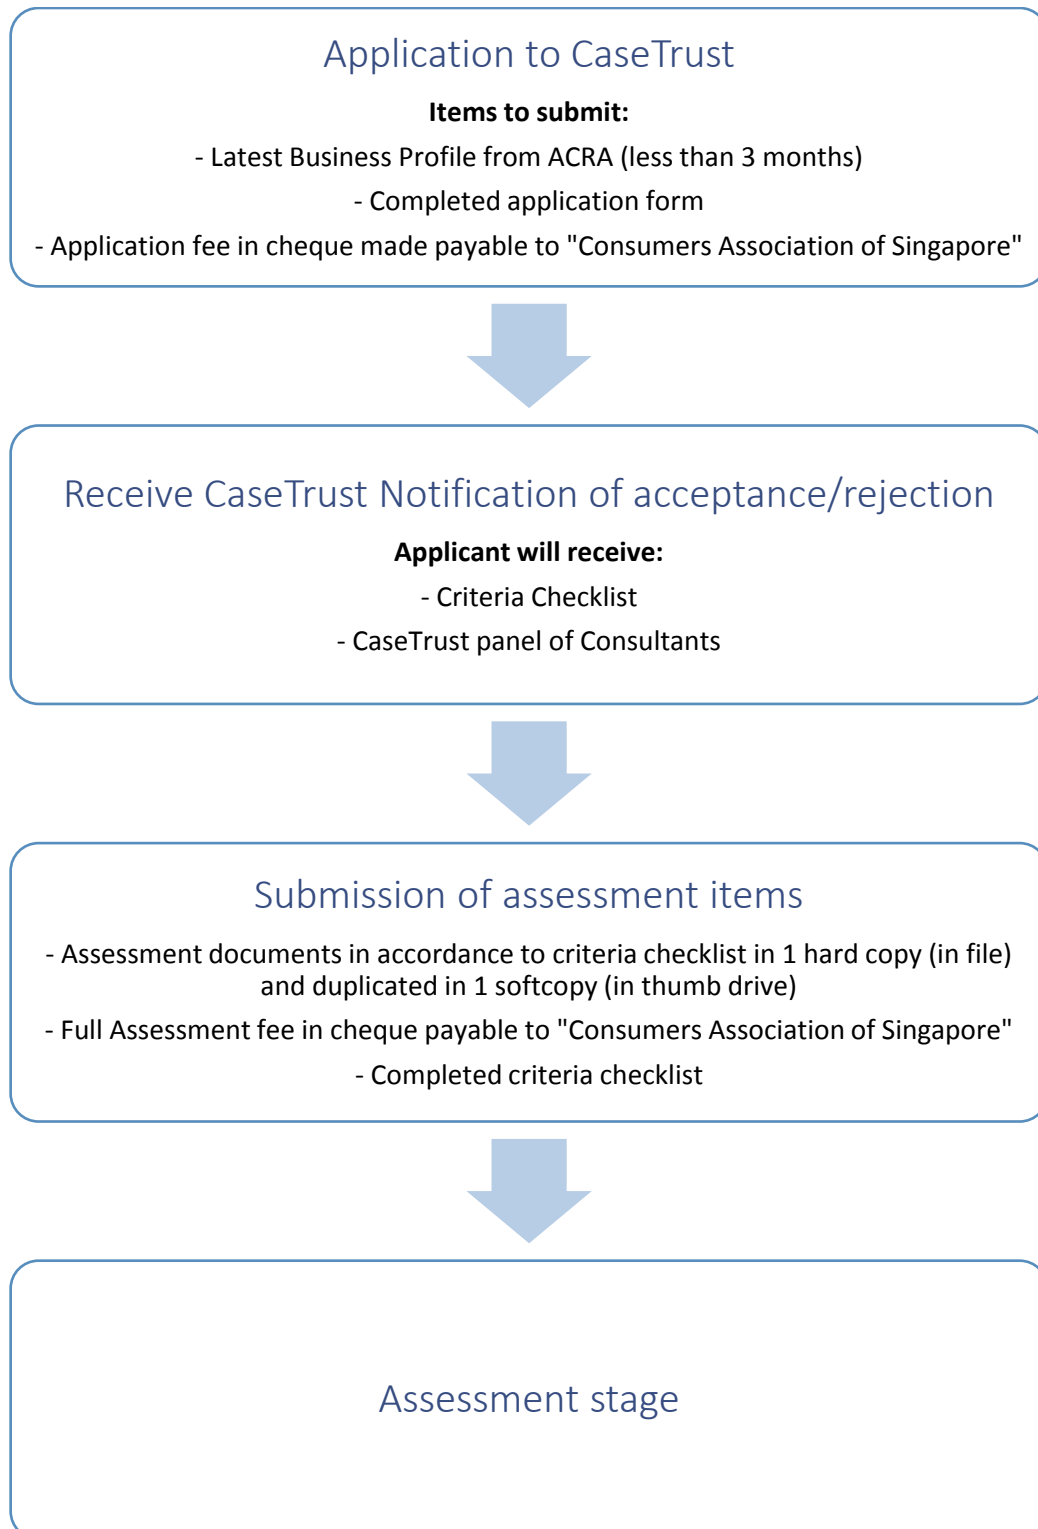 Application to CaseTrust
Items to submit:
- Latest Business Profile from ACRA (less than 3 months)
- Completed application form
- Application fee in cheque made payable to "Consumers Association of Singapore"
Receive CaseTrust Notification of acceptance/rejection
Applicant will receive:
- Criteria Checklist
- CaseTrust panel of Consultants
Submission of assessment items
- Assessment documents in accordance to criteria checklist in 1 hard copy (in file)
and duplicated in 1 softcopy (in thumb drive)
- Full Assessment fee in cheque payable to "Consumers Association of Singapore"
- Completed criteria checklist
Assessment stage